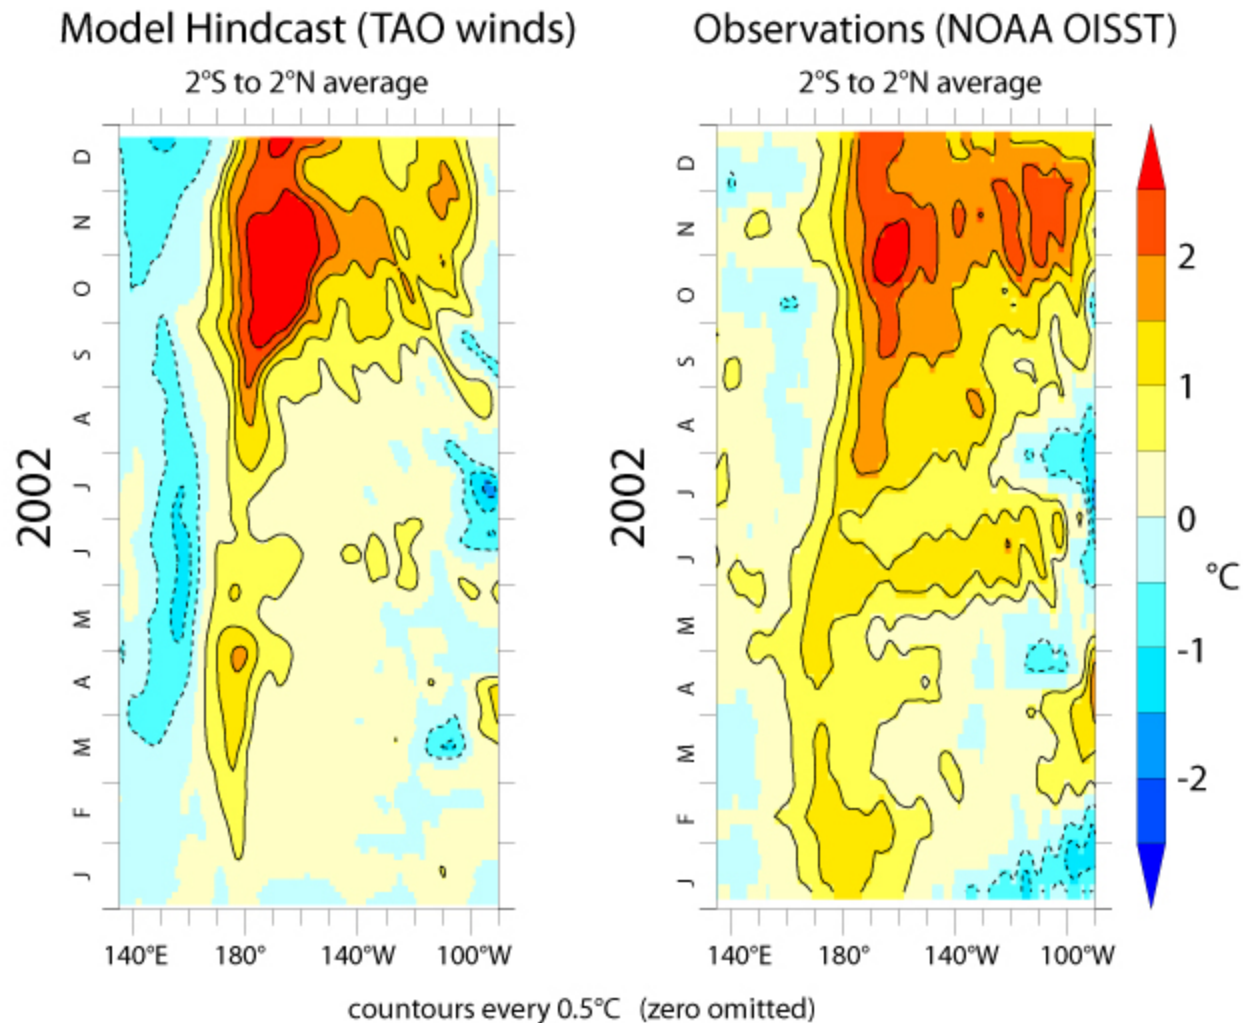 Model Hindcast (TAO winds)
2°S to 2°N average
2002
D
N
O
S
A
J
J
M
A
M
F
J
140°E 180° 140°W 100°W
Observations (NOAA OISST)
2°S to 2°N average
2002
D
N
O
S
A
J
J
M
A
M
F
J
140°E 180° 140°W 100°W
2
1
0
°C
-1
-2
countours every 0.5°C (zero omitted)